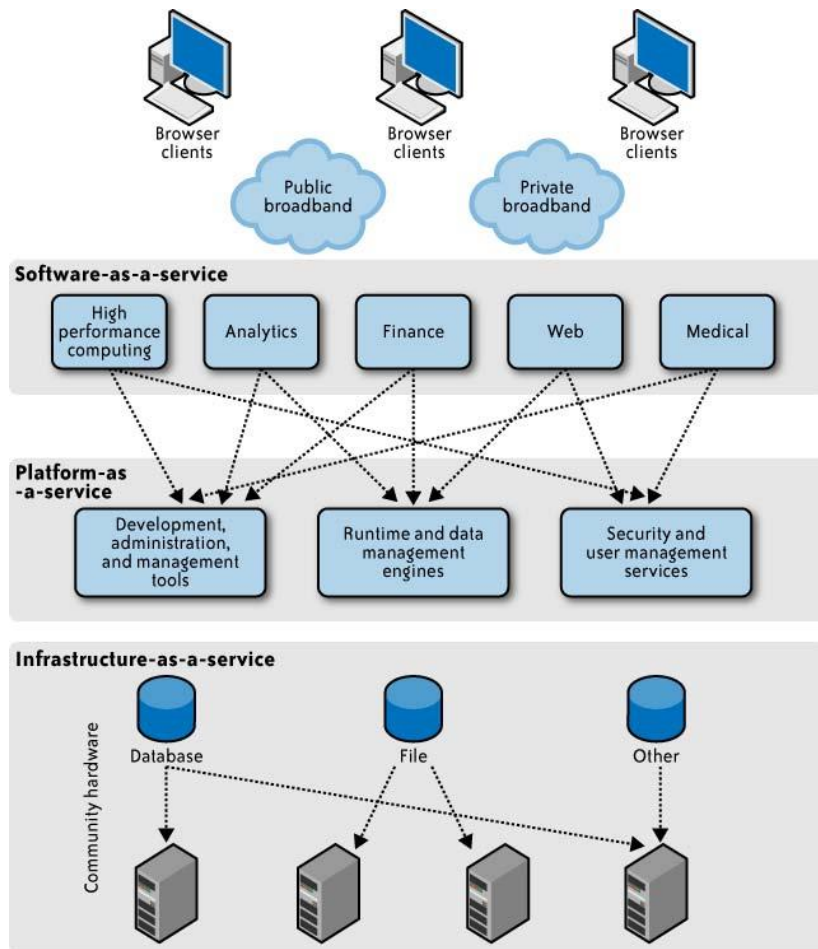 Browser
clients
Browser
clients
Browser
clients
Public
broadband
Private
broadband
Software-as-a-service
High
performance
computing
Analytics
Finance
Web
Medical
Platform-as
-a-service
Development,
administration,
and management
tools
Runtime and data
management
engines
Security and
user management
services
Infrastructure-as-a-service
Community hardware
Database
File
Other